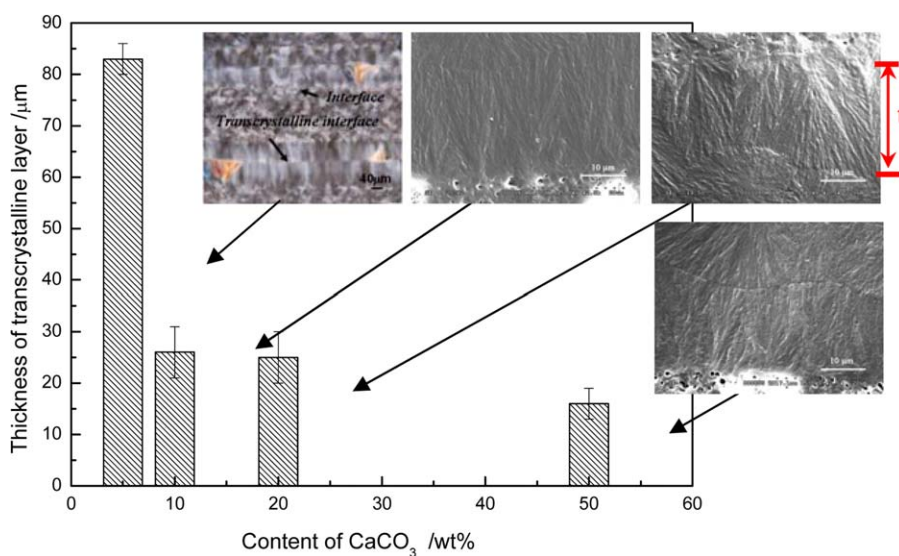 90
80
70
60
50
40
30
20
10
0
Thickness of transcrystalline layer /μm
Interface
Transcrystalline interface
40μm
10 μm
10 μm
10 μm
0 10 20 30 40 50 60
Content of CaCO₃ /wt%